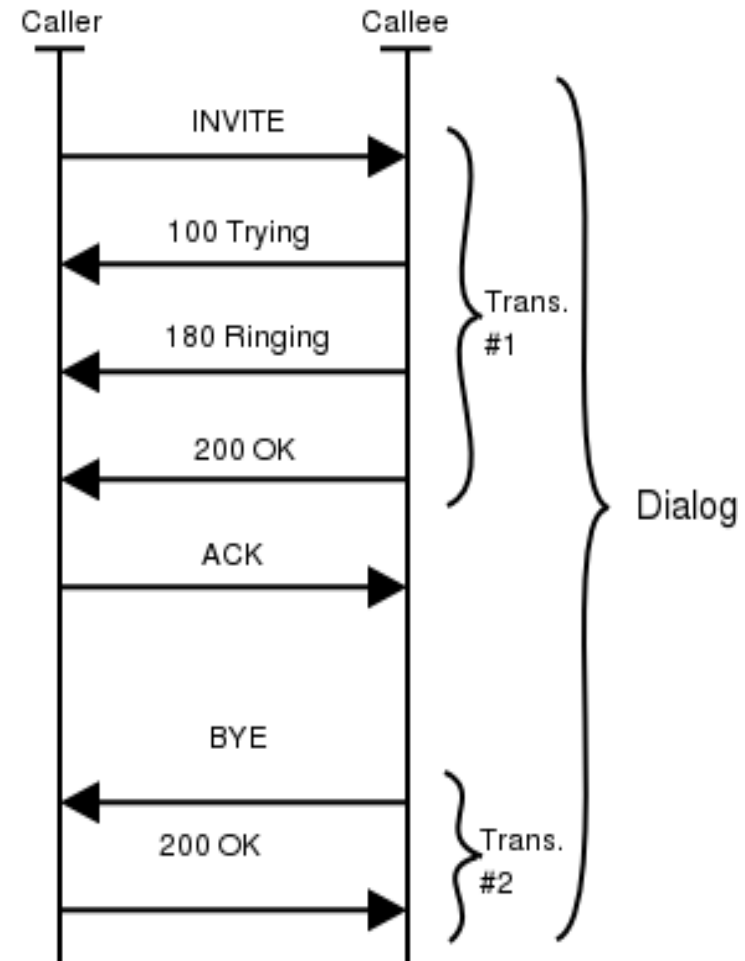 Caller
Callee
INVITE
100 Trying
180 Ringing
Trans.
#1
200 OK
Dialog
ACK
BYE
200 OK
Trans.
#2